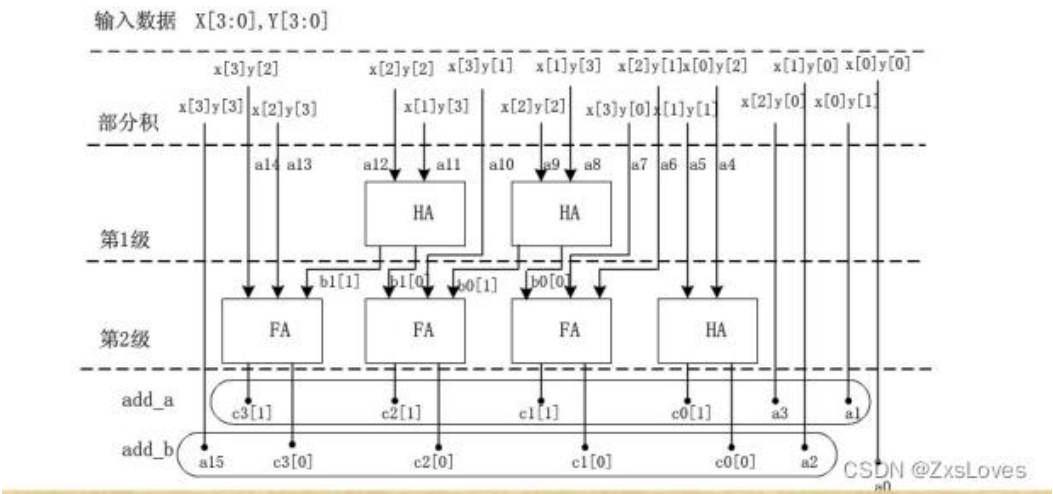 输入数据 X[3:0],Y[3:0]
x[3]y[2] x[2]y[2] x[3]y[1] x[1]y[3] x[2]y[1] x[0]y[2] x[1]y[0] x[0]y[0]
部分积 x[3]y[3] x[2]y[3] x[1]y[3] x[2]y[2] x[3]y[0] x[1]y[1] x[2]y[0] x[0]y[1]
a14 a13 a12 a11 a10 a9 a8 a7 a6 a5 a4
HA HA
第1级
b1[1] b1[0] b0[1] b0[0]
FA FA FA HA
第2级
add_a c3[1] c2[1] c1[1] c0[1] a3 a1
add_b a15 c3[0] c2[0] c1[0] c0[0] a2
CSDN @ZxsLoves
a0